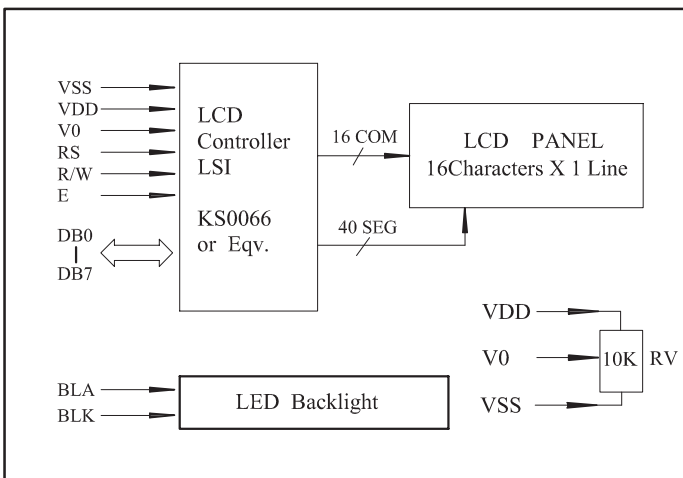 VSS
VDD
V0
RS
R/W
E
DB0
DB7
LCD
Controller
LSI
KS0066
or Eqv.
16 COM
40 SEG
LCD PANEL
16Characters X 1 Line
VDD
V0
VSS
10K
RV
BLA
BLK
LED Backlight